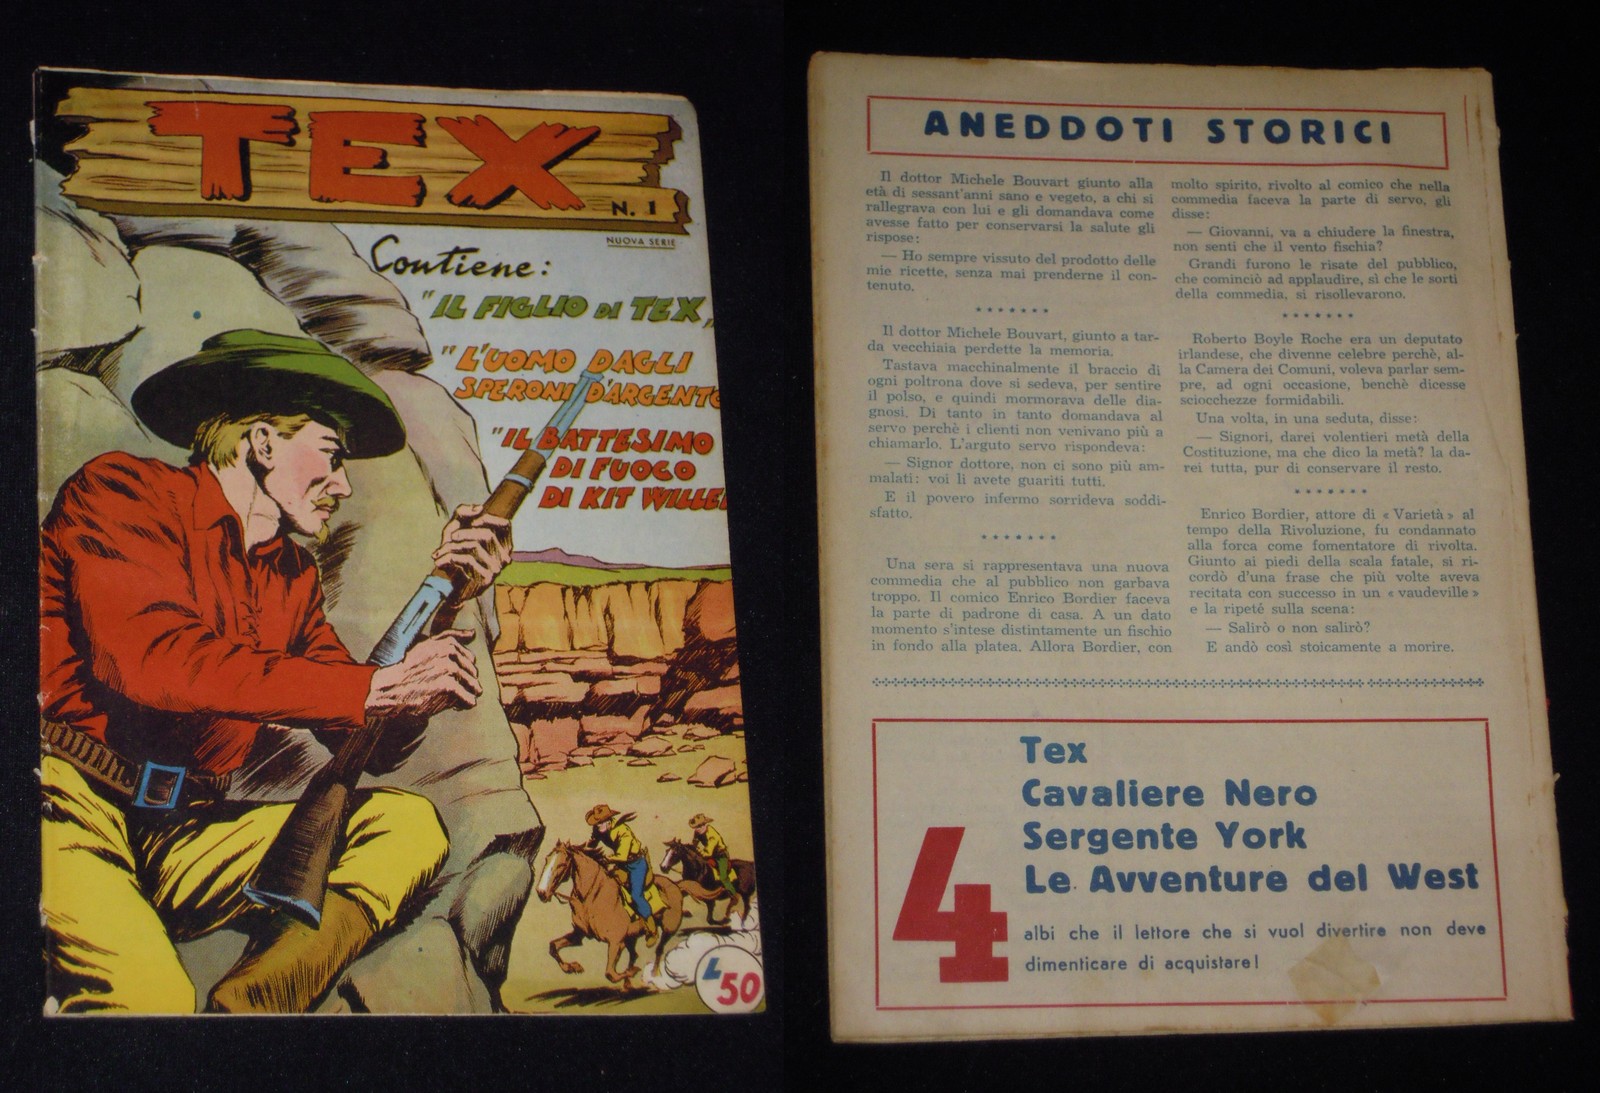 TEX
N. 1
NUOVA SERIE
Contiene:
"IL FIGLIO DI TEX„
"L'UOMO DAGLI
SPERONI D'ARGENTO
"IL BATTESIMO
DI FUOCO
DI KIT WILLER
L 50
ANEDDOTI STORICI
Il dottor Michele Bouvart giunto alla
età di sessant'anni sano e vegeto, a chi si
rallegrava con lui e gli domandava come
avesse fatto per conservarsi la salute gli
rispose:
— Ho sempre vissuto del prodotto delle
mie ricette, senza mai prenderne il con-
tenuto.
*******
Il dottor Michele Bouvart, giunto a tar-
da vecchiaia perdette la memoria.
Tastava macchinalmente il braccio di
ogni poltrona dove si sedeva, per sentire
il polso, e quindi mormorava delle dia-
gnosi. Di tanto in tanto domandava al
servo perchè i clienti non venivano più a
chiamarlo. L'arguto servo rispondeva:
— Signor dottore, non ci sono più am-
malati: voi li avete guariti tutti.
E il povero infermo sorrideva soddi-
sfatto.
*******
Una sera si rappresentava una nuova
commedia che al pubblico non garbava
troppo. Il comico Enrico Bordier faceva
la parte di padrone di casa. A un dato
momento s'intese distintamente un fischio
in fondo alla platea. Allora Bordier, con
molto spirito, rivolto al comico che nella
commedia faceva la parte di servo, gli
disse:
— Giovanni, va a chiudere la finestra,
non senti che il vento fischia?
Grandi furono le risate del pubblico,
che cominciò ad applaudire, sì che le sorti
della commedia, si risollevarono.
*******
Roberto Boyle Roche era un deputato
irlandese, che divenne celebre perchè, al-
la Camera dei Comuni, voleva parlar sem-
pre, ad ogni occasione, benchè dicesse
sciocchezze formidabili.
Una volta, in una seduta, disse:
— Signori, darei volentieri metà della
Costituzione, ma che dico la metà? la da-
rei tutta, pur di conservare il resto.
*******
Enrico Bordier, attore di « Varietà » al
tempo della Rivoluzione, fu condannato
alla forca come fomentatore di rivolta.
Giunto ai piedi della scala fatale, si ri-
cordò d'una frase che più volte aveva
recitata con successo in un « vaudeville »
e la ripeté sulla scena:
— Salirò o non salirò?
E andò così stoicamente a morire.
4
Tex
Cavaliere Nero
Sergente York
Le Avventure del West
albi che il lettore che si vuol divertire non deve
dimenticare di acquistare!